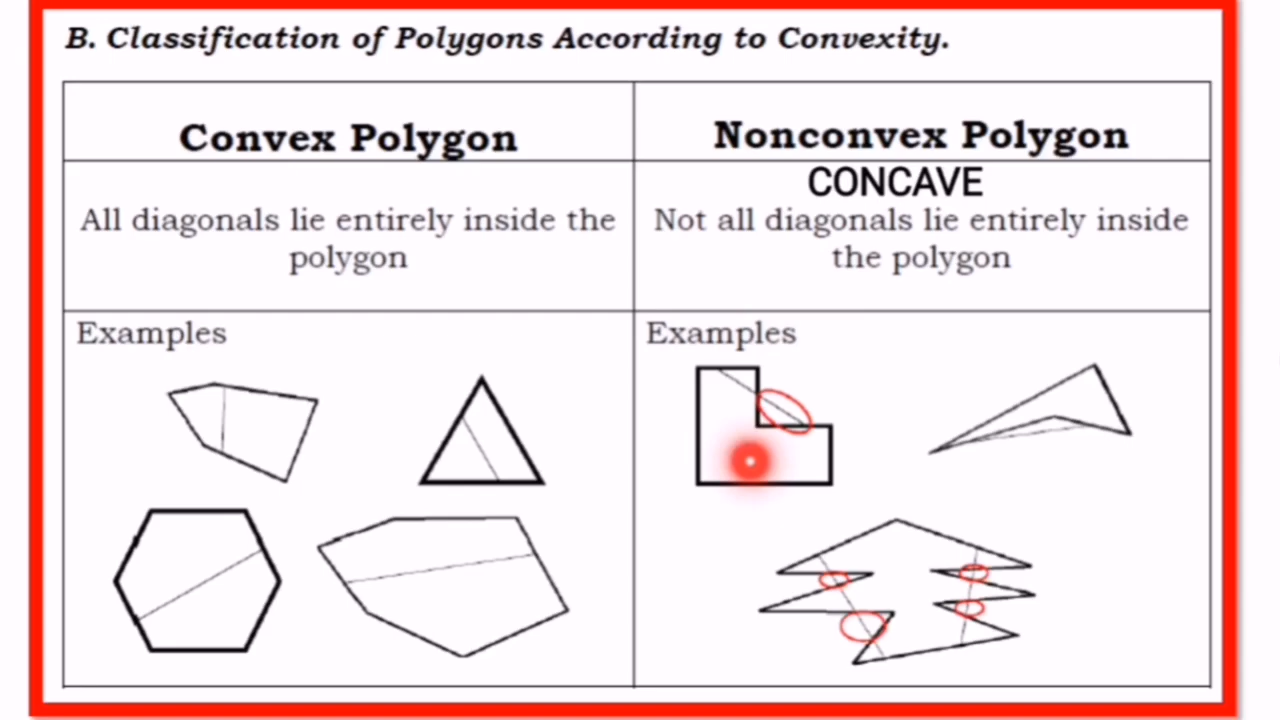 B. Classification of Polygons According to Convexity.
Convex Polygon
Nonconvex Polygon
All diagonals lie entirely inside the
polygon
CONCAVE
Not all diagonals lie entirely inside
the polygon
Examples
Examples